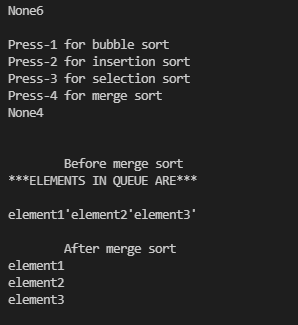 None6
Press-1 for bubble sort
Press-2 for insertion sort
Press-3 for selection sort
Press-4 for merge sort
None4
Before merge sort
***ELEMENTS IN QUEUE ARE***
element1'element2'element3'
After merge sort
element1
element2
element3